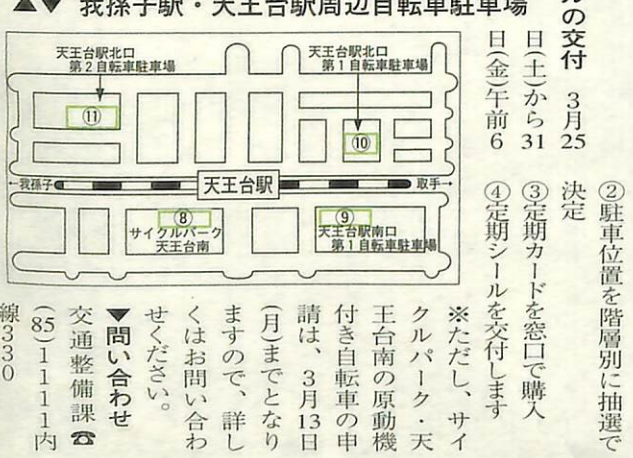 ▲▼ 我孫子駅・天王台駅周辺自転車駐車場
天王台駅北口
第2自転車駐車場
天王台駅北口
第1自転車駐車場
⑪
⑩
←我孫子
天王台駅
取手→
⑧
サイクルパーク
天王台南
⑨
天王台駅南口
第1自転車駐車場
ルの交付 3月25
日(土)から31
日(金)午前6
②駐車位置を階層別に抽選で
決定
③定期カードを窓口で購入
④定期シールを交付します
※ただし、サイ
クルパーク・天
王台南の原動機
付き自転車の申
請は、3月13日
(月)までとなり
ますので、詳し
くはお問い合わ
せください。
▼問い合わせ
交通整備課☎
(85)1111内
線330